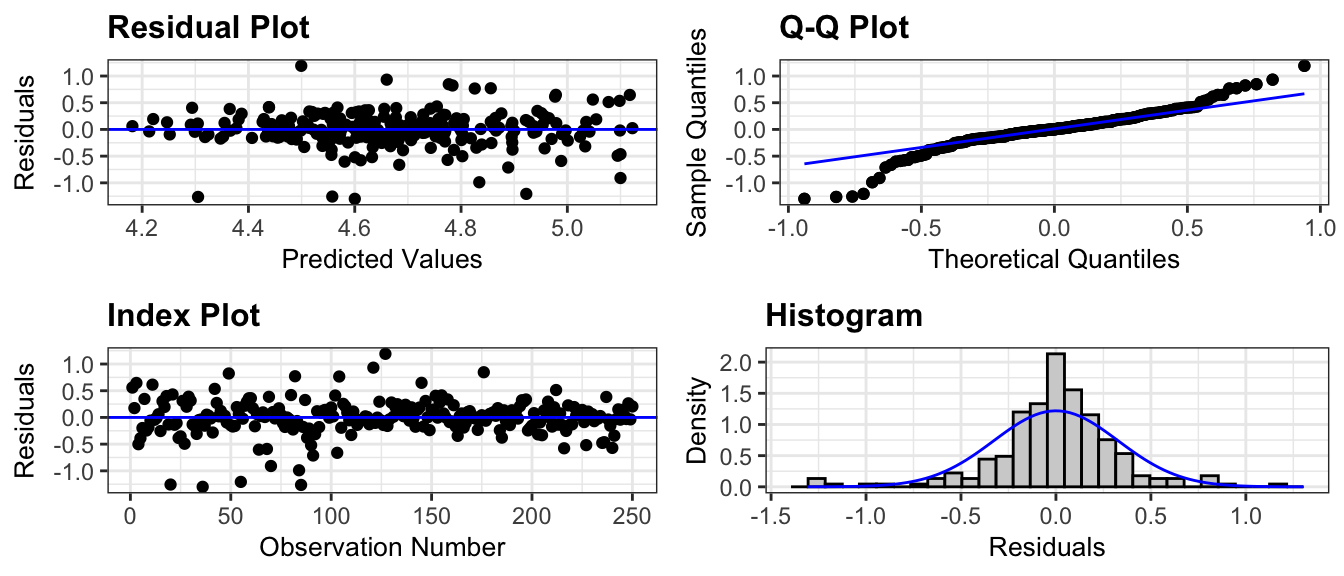 Residual Plot
Residuals
1.0
0.5
0.0
-0.5
-1.0
4.2 4.4 4.6 4.8 5.0
Predicted Values
Q-Q Plot
Sample Quantiles
1.0
0.5
0.0
-0.5
-1.0
-1.0 -0.5 0.0 0.5 1.0
Theoretical Quantiles
Index Plot
Residuals
1.0
0.5
0.0
-0.5
-1.0
0 50 100 150 200 250
Observation Number
Histogram
Density
2.0
1.5
1.0
0.5
0.0
-1.5 -1.0 -0.5 0.0 0.5 1.0
Residuals